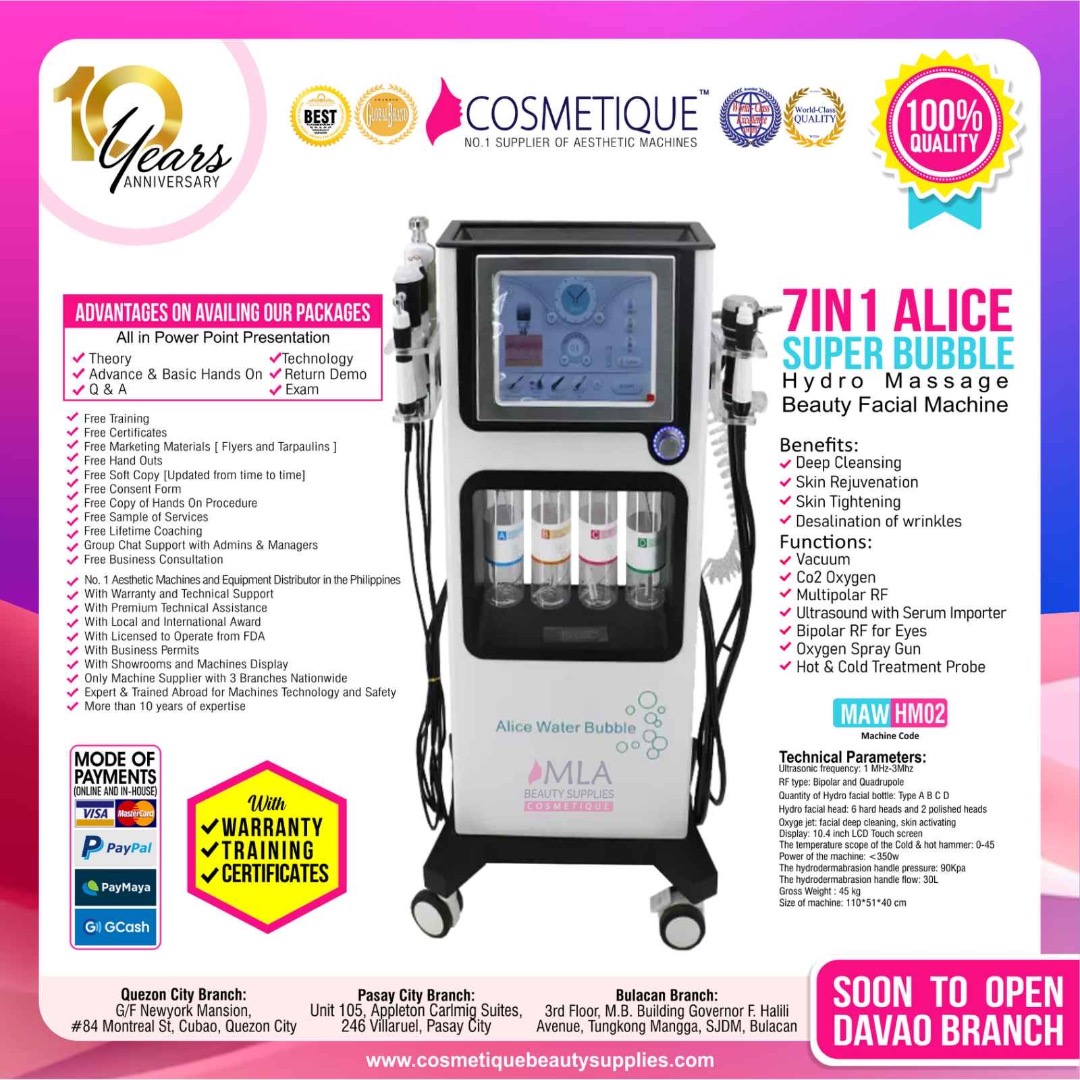 10
Years
ANNIVERSARY
BEST
COSMETIQUE™
NO.1 SUPPLIER OF AESTHETIC MACHINES
World-Class
QUALITY
100%
QUALITY
ADVANTAGES ON AVAILING OUR PACKAGES
All in Power Point Presentation
Theory
Technology
Advance & Basic Hands On
Return Demo
Q & A
Exam
Free Training
Free Certificates
Free Marketing Materials [ Flyers and Tarpaulins ]
Free Hand Outs
Free Soft Copy [Updated from time to time]
Free Consent Form
Free Copy of Hands On Procedure
Free Sample of Services
Free Lifetime Coaching
Group Chat Support with Admins & Managers
Free Business Consultation
No. 1 Aesthetic Machines and Equipment Distributor in the Philippines
With Warranty and Technical Support
With Premium Technical Assistance
With Local and International Award
With Licensed to Operate from FDA
With Business Permits
With Showrooms and Machines Display
Only Machine Supplier with 3 Branches Nationwide
Expert & Trained Abroad for Machines Technology and Safety
More than 10 years of expertise
MODE OF
PAYMENTS
(ONLINE AND IN-HOUSE)
VISA MasterCard
PayPal
PayMaya
G)) GCash
With
WARRANTY
TRAINING
CERTIFICATES
A B C D
Alice Water Bubble
MLA
BEAUTY SUPPLIES
COSMETIQUE
7IN1 ALICE
SUPER BUBBLE
Hydro Massage
Beauty Facial Machine
Benefits:
Deep Cleansing
Skin Rejuvenation
Skin Tightening
Desalination of wrinkles
Functions:
Vacuum
Co2 Oxygen
Multipolar RF
Ultrasound with Serum Importer
Bipolar RF for Eyes
Oxygen Spray Gun
Hot & Cold Treatment Probe
MAW HM02
Machine Code
Technical Parameters:
Ultrasonic frequency: 1 MHz-3Mhz
RF type: Bipolar and Quadrupole
Quantity of Hydro facial bottle: Type A B C D
Hydro facial head: 6 hard heads and 2 polished heads
Oxyge jet: facial deep cleaning, skin activating
Display: 10.4 inch LCD Touch screen
The temperature scope of the Cold & hot hammer: 0-45
Power of the machine: <350w
The hydrodermabrasion handle pressure: 90Kpa
The hydrodermabrasion handle flow: 30L
Gross Weight : 45 kg
Size of machine: 110*51*40 cm
Quezon City Branch:
G/F Newyork Mansion,
#84 Montreal St, Cubao, Quezon City
Pasay City Branch:
Unit 105, Appleton Carlmig Suites,
246 Villaruel, Pasay City
Bulacan Branch:
3rd Floor, M.B. Building Governor F. Halili
Avenue, Tungkong Mangga, SJDM, Bulacan
SOON TO OPEN
DAVAO BRANCH
www.cosmetiquebeautysupplies.com